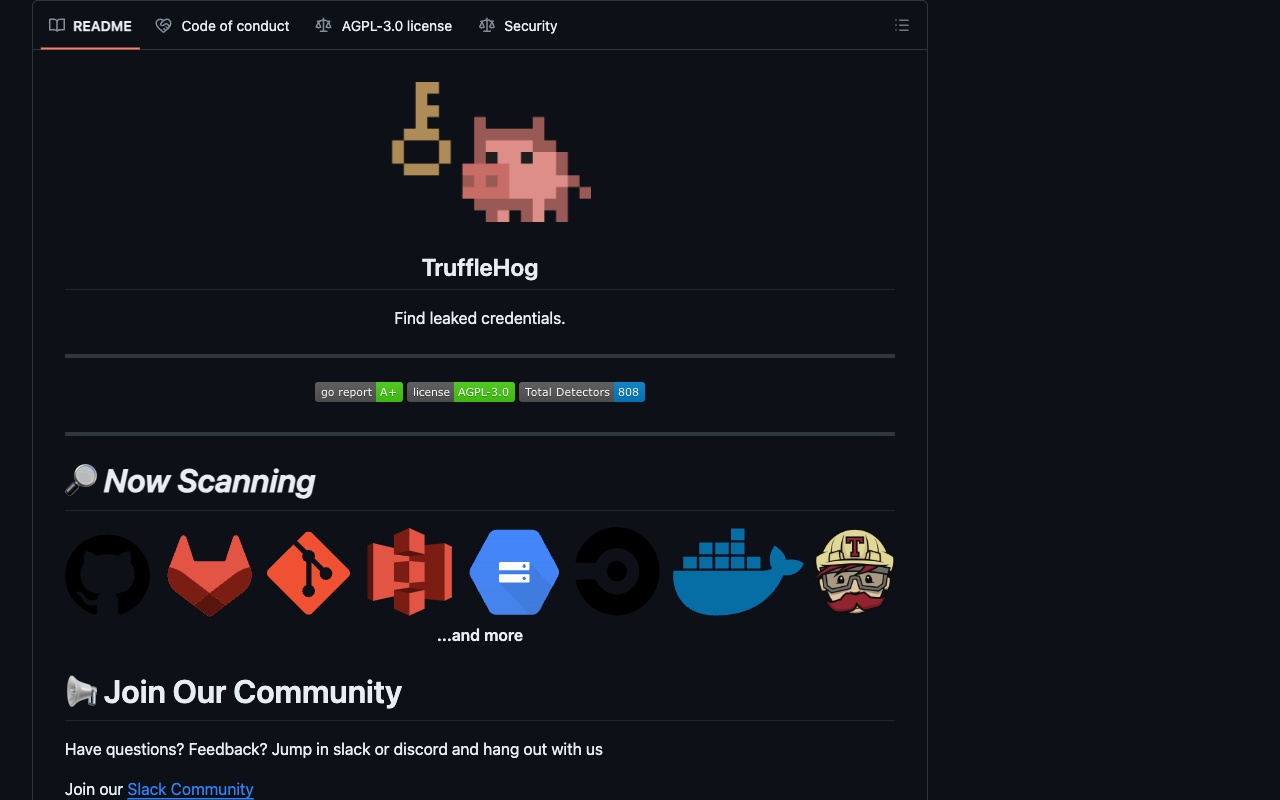 README
Code of conduct
AGPL-3.0 license
Security
TruffleHog
Find leaked credentials.
go report A+
license AGPL-3.0
Total Detectors 808
Now Scanning
T
...and more
Join Our Community
Have questions? Feedback? Jump in slack or discord and hang out with us
Join our Slack Community